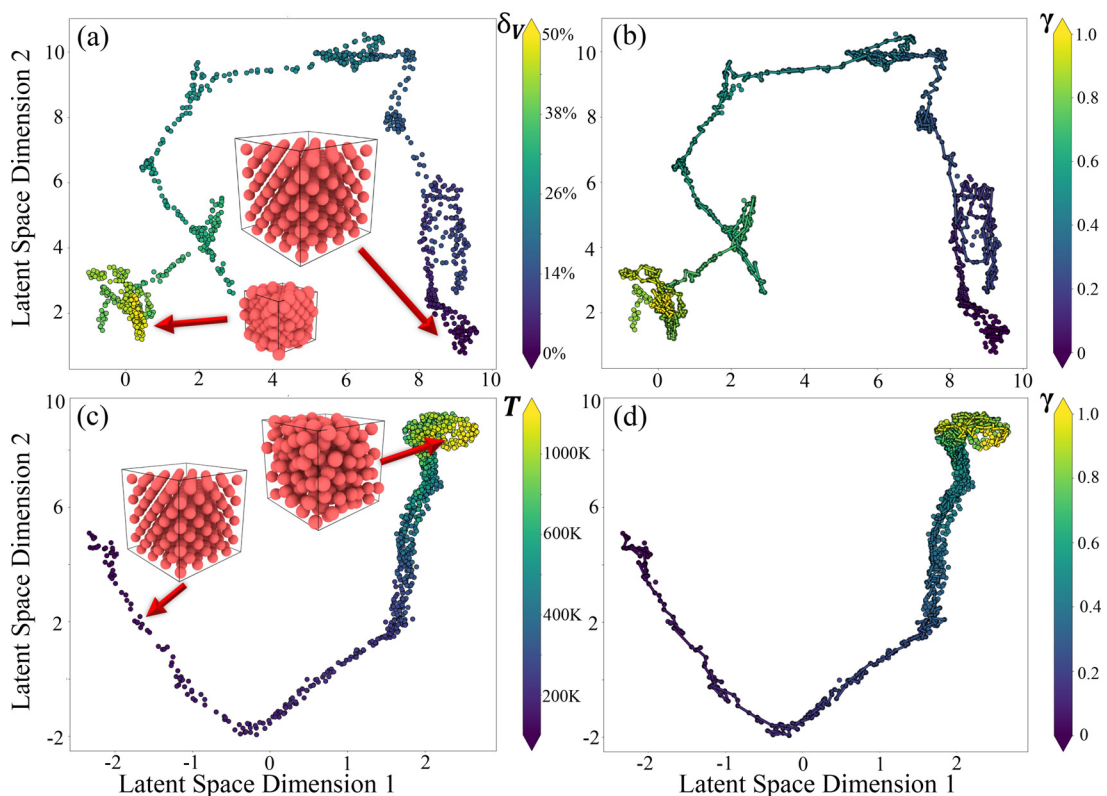 (a)
δ_V
50%
38%
26%
14%
0%
Latent Space Dimension 2
10
8
6
4
2
0 2 4 6 8 10
(b)
γ
1.0
0.8
0.6
0.4
0.2
0
10
8
6
4
2
0 2 4 6 8 10
(c)
T
1000K
600K
400K
200K
Latent Space Dimension 2
10
6
2
-2
-2 -1 0 1 2
Latent Space Dimension 1
(d)
γ
1.0
0.8
0.6
0.4
0.2
0
10
6
2
-2
-2 -1 0 1 2
Latent Space Dimension 1